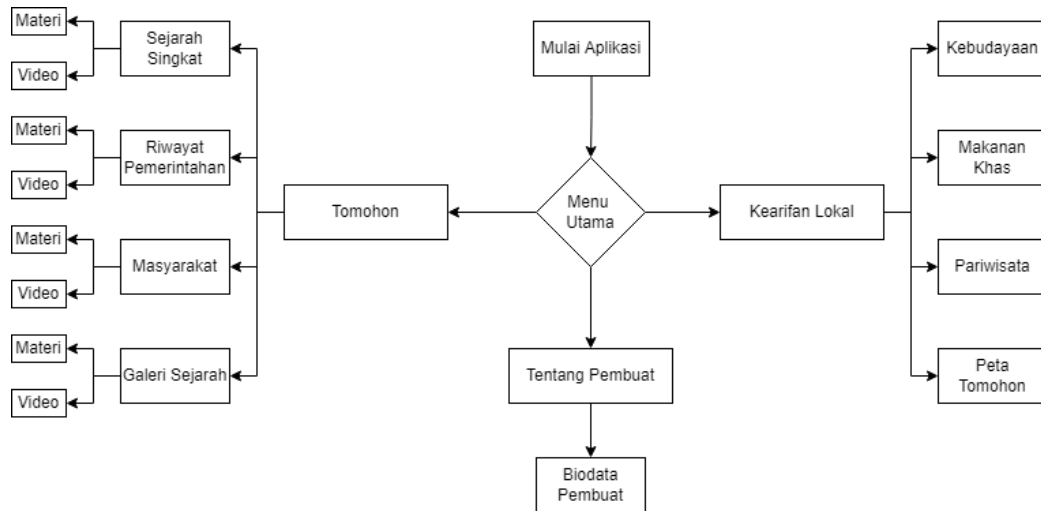 Mulai Aplikasi
Menu
Utama
Tomohon
Sejarah
Singkat
Materi
Video
Riwayat
Pemerintahan
Materi
Video
Masyarakat
Materi
Video
Galeri Sejarah
Materi
Video
Kearifan Lokal
Kebudayaan
Makanan
Khas
Pariwisata
Peta
Tomohon
Tentang Pembuat
Biodata
Pembuat